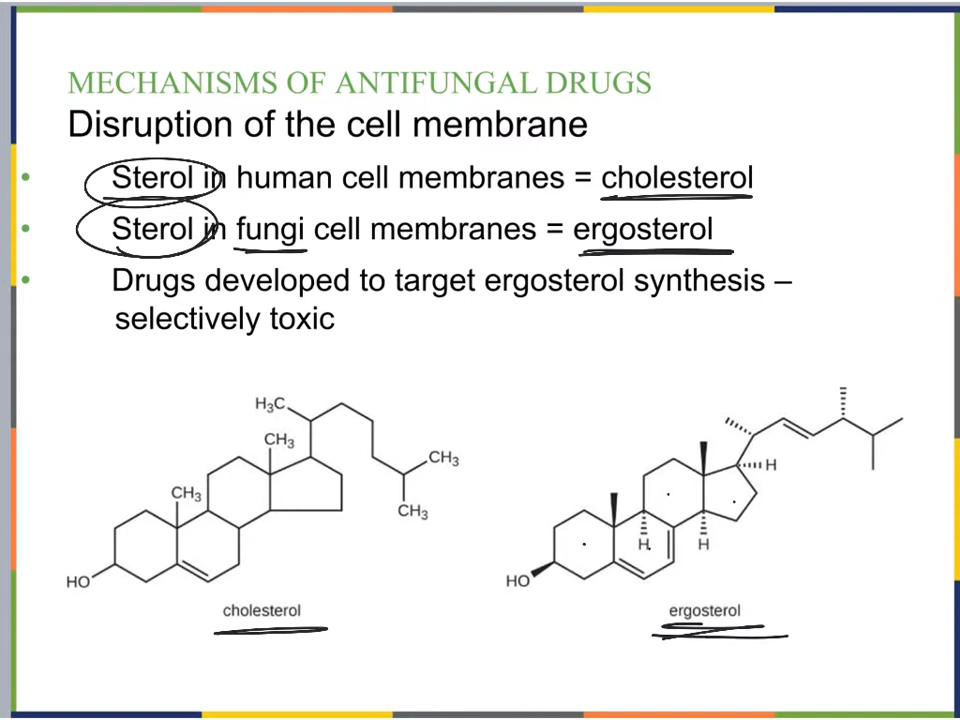 MECHANISMS OF ANTIFUNGAL DRUGS
Disruption of the cell membrane
• Sterol in human cell membranes = cholesterol
• Sterol in fungi cell membranes = ergosterol
• Drugs developed to target ergosterol synthesis –
selectively toxic
H₃C
CH₃
CH₃
CH₃
CH₃
HO
cholesterol
H
H
H
HO
ergosterol